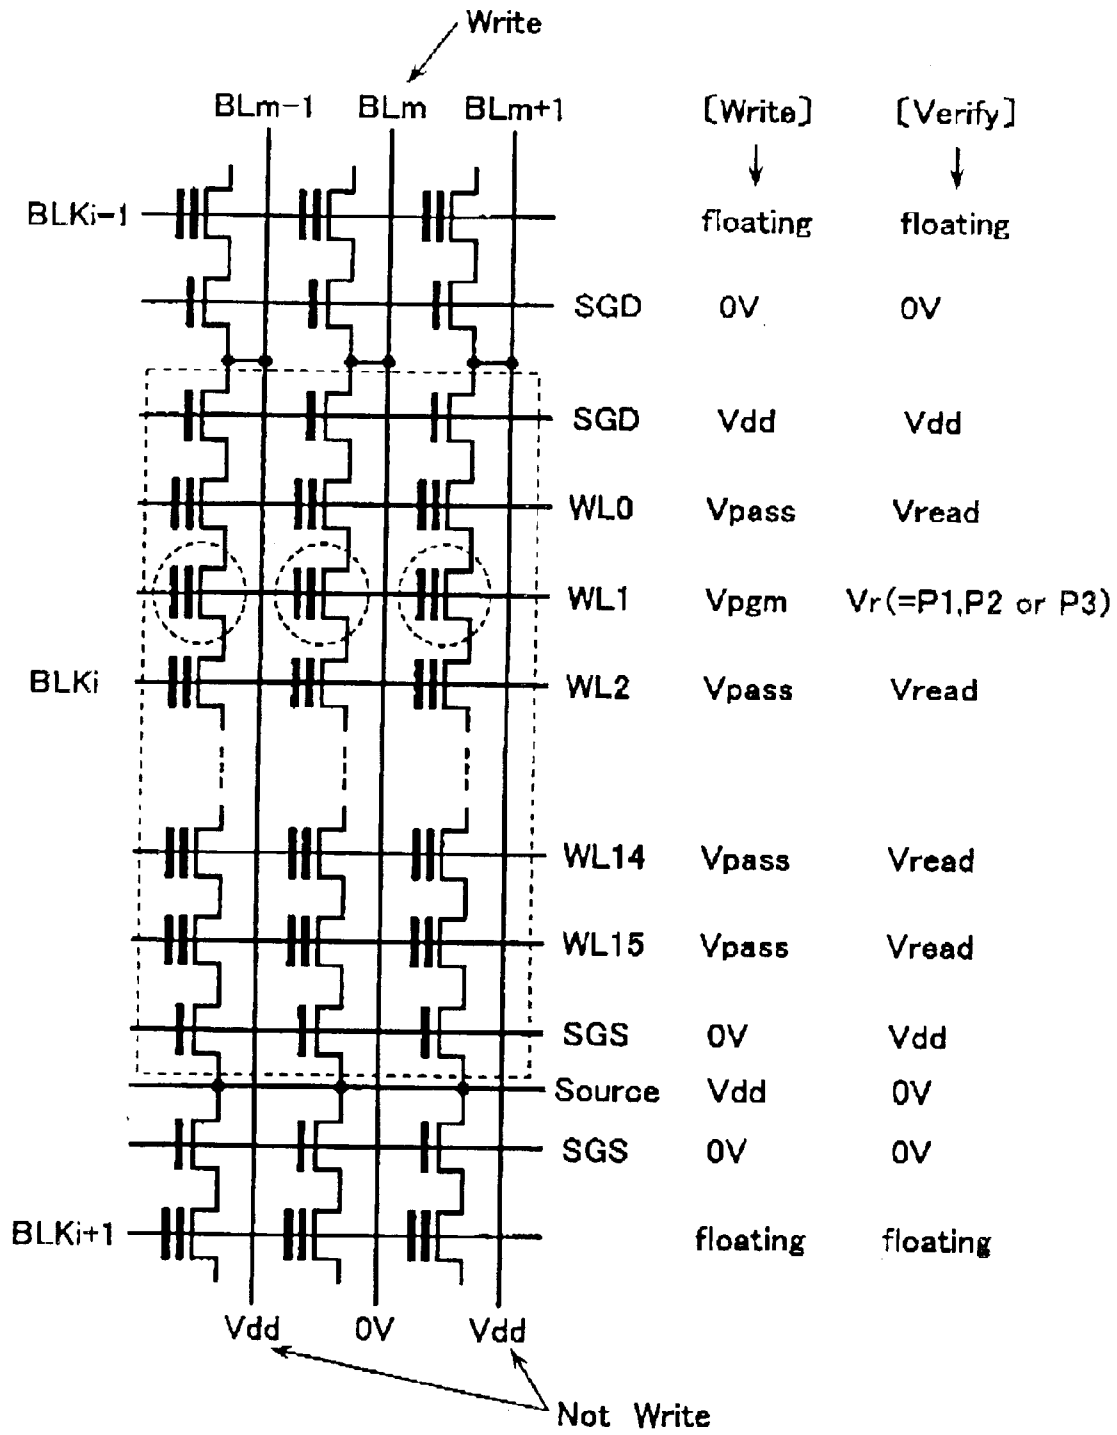 Write
BLm-1 BLm BLm+1 [Write] [Verify]
BLKi-1 floating floating
SGD 0V 0V
SGD Vdd Vdd
WL0 Vpass Vread
WL1 Vpgm Vr(=P1,P2 or P3)
BLKi WL2 Vpass Vread
WL14 Vpass Vread
WL15 Vpass Vread
SGS 0V Vdd
Source Vdd 0V
SGS 0V 0V
BLKi+1 floating floating
Vdd 0V Vdd
Not Write